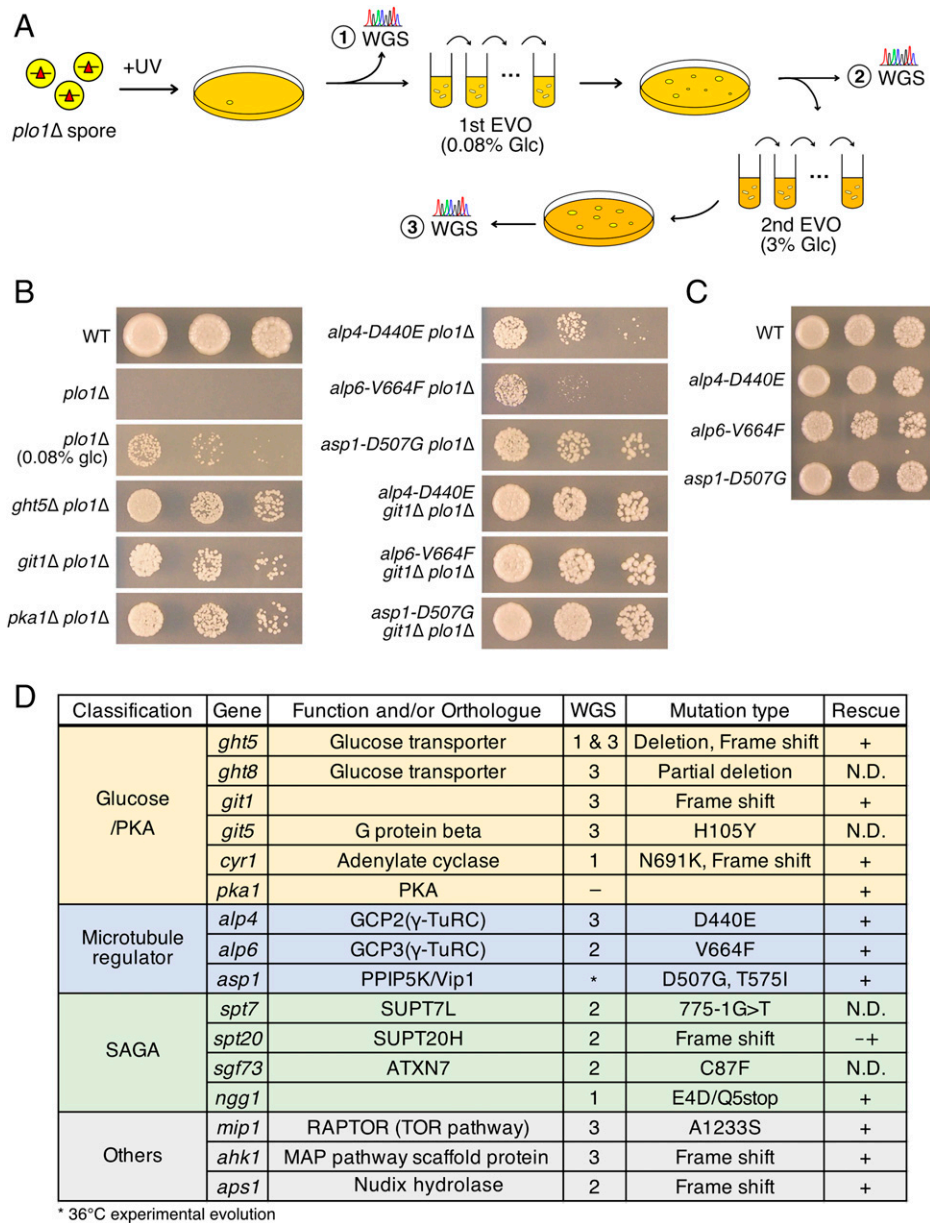 A
plo1Δ spore
+UV
① WGS
...
1st EVO
(0.08% Glc)
② WGS
...
2nd EVO
(3% Glc)
③ WGS
B
WT
plo1Δ
plo1Δ
(0.08% glc)
ght5Δ plo1Δ
git1Δ plo1Δ
pka1Δ plo1Δ
alp4-D440E plo1Δ
alp6-V664F plo1Δ
asp1-D507G plo1Δ
alp4-D440E
git1Δ plo1Δ
alp6-V664F
git1Δ plo1Δ
asp1-D507G
git1Δ plo1Δ
C
WT
alp4-D440E
alp6-V664F
asp1-D507G
D
Classification Gene Function and/or Orthologue WGS Mutation type Rescue
Glucose
/PKA
ght5 Glucose transporter 1 & 3 Deletion, Frame shift +
ght8 Glucose transporter 3 Partial deletion N.D.
git1 3 Frame shift +
git5 G protein beta 3 H105Y N.D.
cyr1 Adenylate cyclase 1 N691K, Frame shift +
pka1 PKA – +
Microtubule
regulator
alp4 GCP2(γ-TuRC) 3 D440E +
alp6 GCP3(γ-TuRC) 2 V664F +
asp1 PPIP5K/Vip1 * D507G, T575I +
SAGA
spt7 SUPT7L 2 775-1G>T N.D.
spt20 SUPT20H 2 Frame shift -+
sgf73 ATXN7 2 C87F N.D.
ngg1 1 E4D/Q5stop +
Others
mip1 RAPTOR (TOR pathway) 3 A1233S +
ahk1 MAP pathway scaffold protein 3 Frame shift +
aps1 Nudix hydrolase 2 Frame shift +
* 36°C experimental evolution